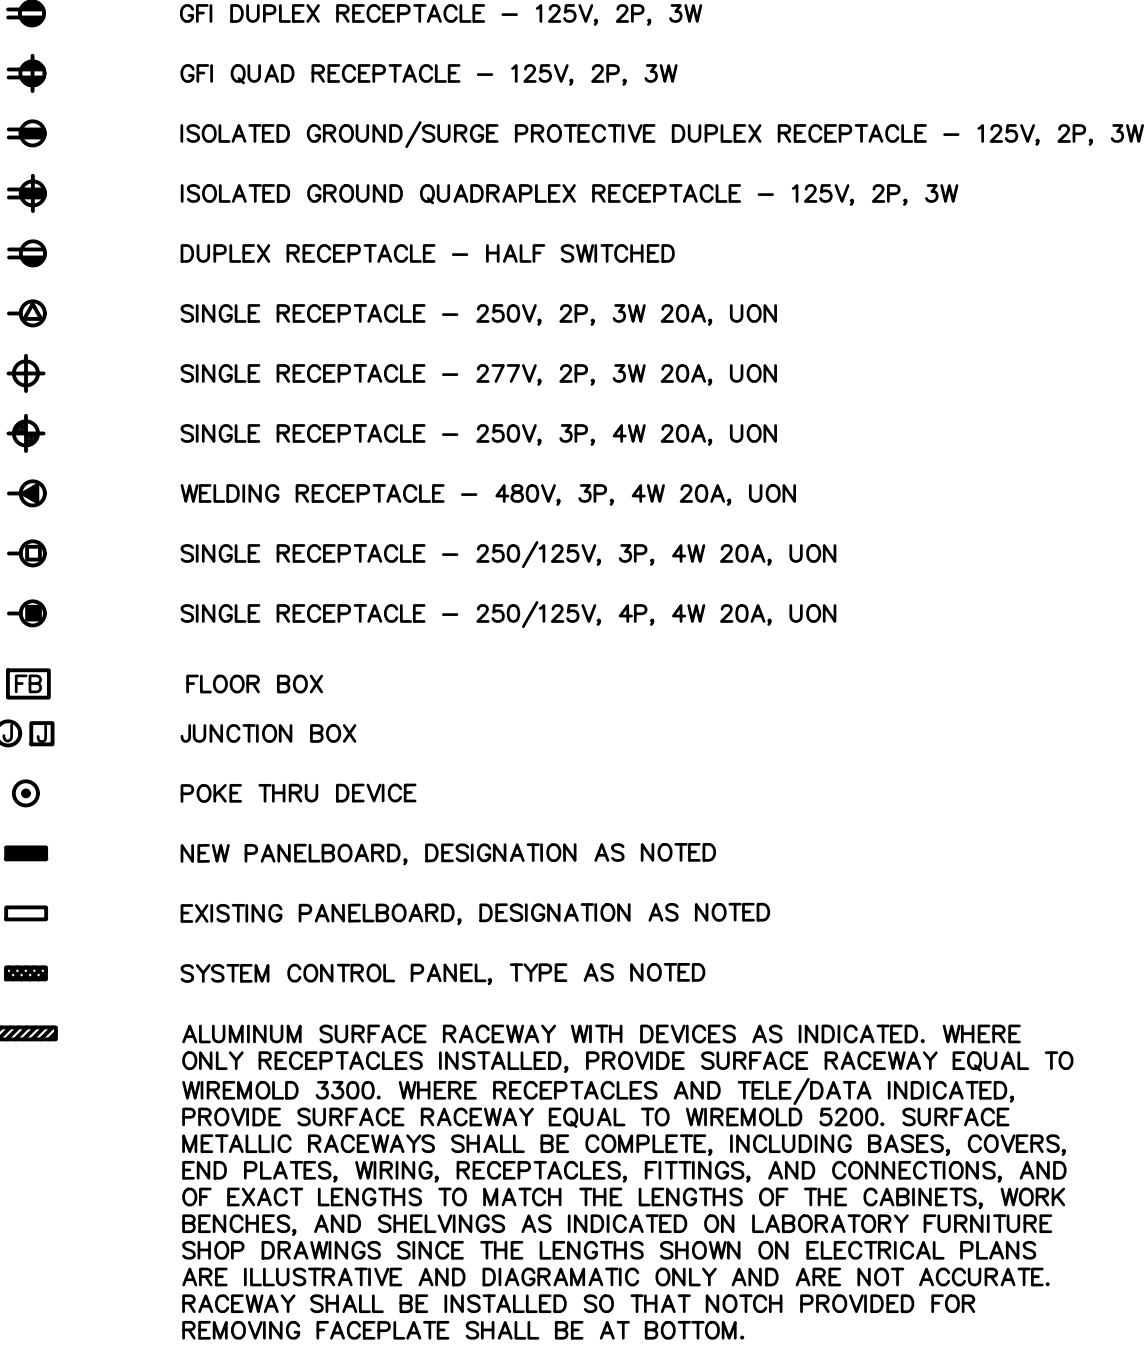 GFI DUPLEX RECEPTACLE – 125V, 2P, 3W
GFI QUAD RECEPTACLE – 125V, 2P, 3W
ISOLATED GROUND/SURGE PROTECTIVE DUPLEX RECEPTACLE – 125V, 2P, 3W
ISOLATED GROUND QUADRAPLEX RECEPTACLE – 125V, 2P, 3W
DUPLEX RECEPTACLE – HALF SWITCHED
SINGLE RECEPTACLE – 250V, 2P, 3W 20A, UON
SINGLE RECEPTACLE – 277V, 2P, 3W 20A, UON
SINGLE RECEPTACLE – 250V, 3P, 4W 20A, UON
WELDING RECEPTACLE – 480V, 3P, 4W 20A, UON
SINGLE RECEPTACLE – 250/125V, 3P, 4W 20A, UON
SINGLE RECEPTACLE – 250/125V, 4P, 4W 20A, UON
FB FLOOR BOX
J J JUNCTION BOX
POKE THRU DEVICE
NEW PANELBOARD, DESIGNATION AS NOTED
EXISTING PANELBOARD, DESIGNATION AS NOTED
SYSTEM CONTROL PANEL, TYPE AS NOTED
ALUMINUM SURFACE RACEWAY WITH DEVICES AS INDICATED. WHERE
ONLY RECEPTACLES INSTALLED, PROVIDE SURFACE RACEWAY EQUAL TO
WIREMOLD 3300. WHERE RECEPTACLES AND TELE/DATA INDICATED,
PROVIDE SURFACE RACEWAY EQUAL TO WIREMOLD 5200. SURFACE
METALLIC RACEWAYS SHALL BE COMPLETE, INCLUDING BASES, COVERS,
END PLATES, WIRING, RECEPTACLES, FITTINGS, AND CONNECTIONS, AND
OF EXACT LENGTHS TO MATCH THE LENGTHS OF THE CABINETS, WORK
BENCHES, AND SHELVINGS AS INDICATED ON LABORATORY FURNITURE
SHOP DRAWINGS SINCE THE LENGTHS SHOWN ON ELECTRICAL PLANS
ARE ILLUSTRATIVE AND DIAGRAMATIC ONLY AND ARE NOT ACCURATE.
RACEWAY SHALL BE INSTALLED SO THAT NOTCH PROVIDED FOR
REMOVING FACEPLATE SHALL BE AT BOTTOM.